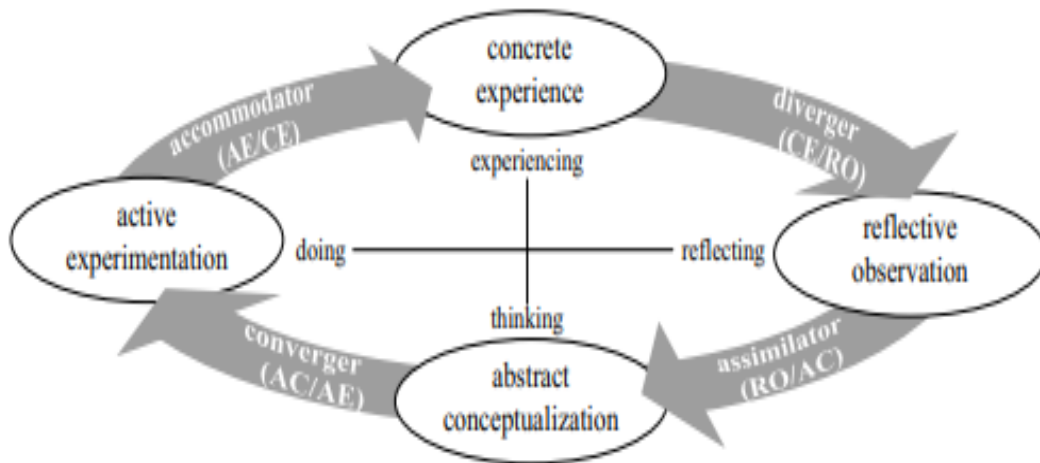 concrete
experience
accommodator
(AE/CE)
diverger
(CE/RO)
experiencing
active
experimentation
doing
reflecting
reflective
observation
thinking
converger
(AC/AE)
abstract
conceptualization
assimilator
(RO/AC)